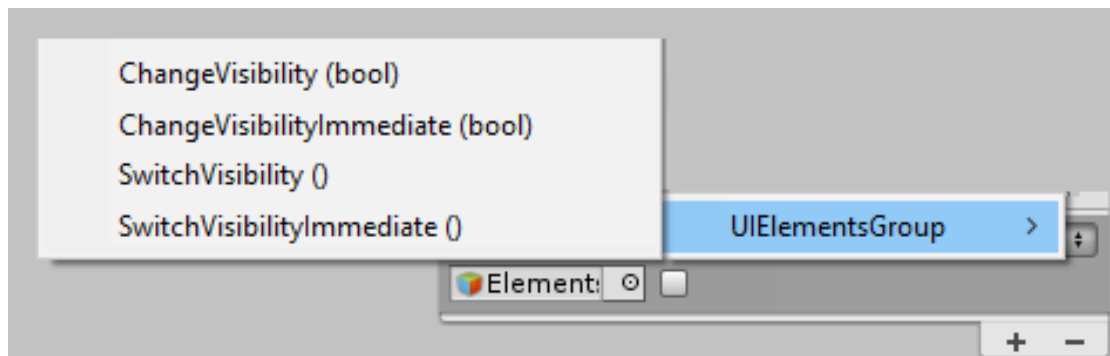 ChangeVisibility (bool)
ChangeVisibilityImmediate (bool)
SwitchVisibility ()
SwitchVisibilityImmediate ()
UIElementsGroup >
Element:
+ −